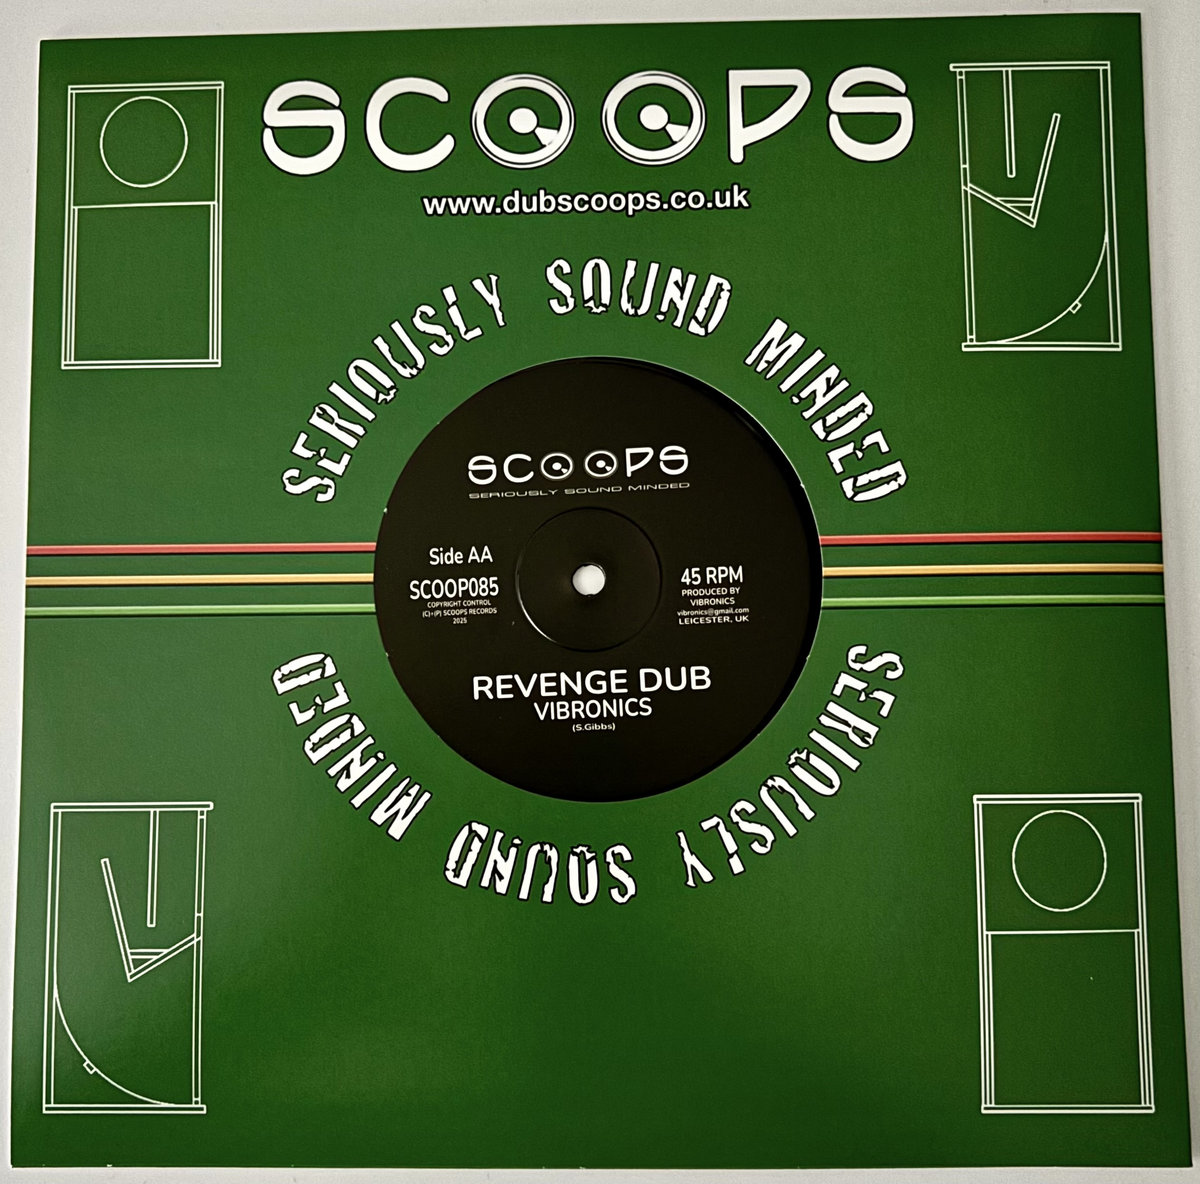 SCOOPS
www.dubscoops.co.uk
SERIOUSLY SOUND MINDED
SCOOPS
SERIOUSLY SOUND MINDED
Side AA
SCOOP085
COPYRIGHT CONTROL
(C)+(P) SCOOPS RECORDS
2025
45 RPM
PRODUCED BY
VIBRONICS
vibronics@gmail.com
LEICESTER, UK
REVENGE DUB
VIBRONICS
(S.Gibbs)
SERIOUSLY SOUND MINDED